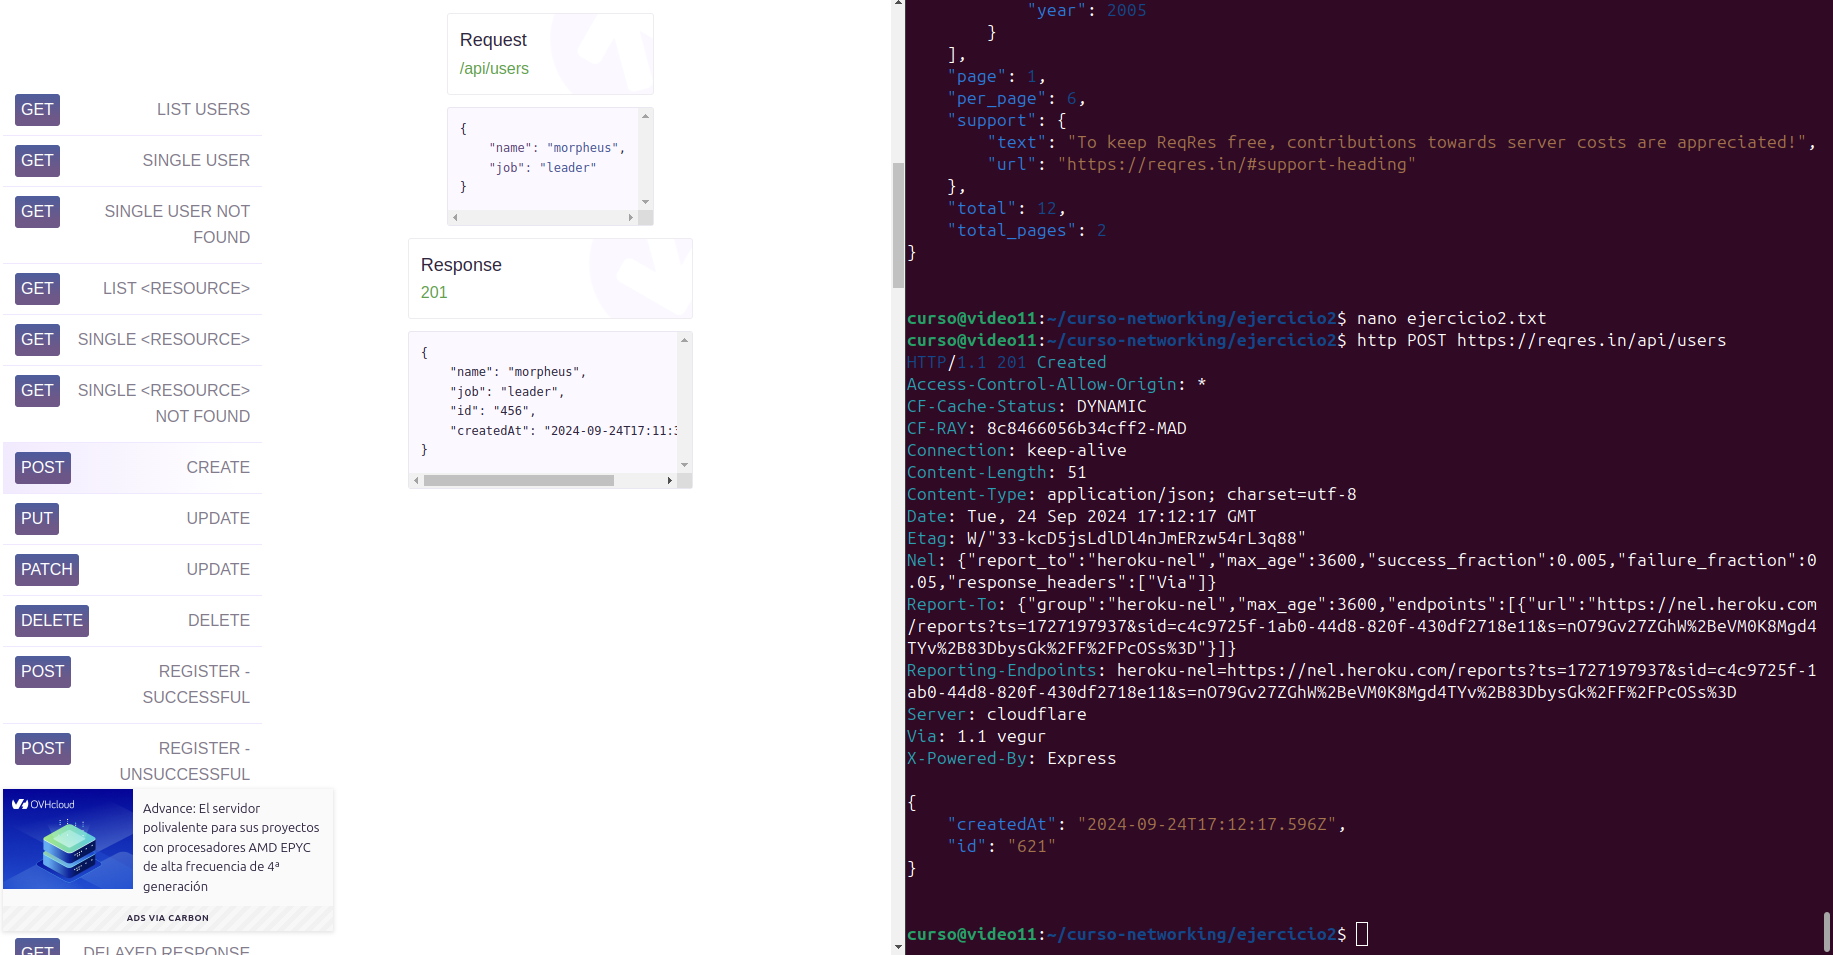 GET LIST USERS
GET SINGLE USER
GET SINGLE USER NOT
FOUND
GET LIST <RESOURCE>
GET SINGLE <RESOURCE>
GET SINGLE <RESOURCE>
NOT FOUND
POST CREATE
PUT UPDATE
PATCH UPDATE
DELETE DELETE
POST REGISTER -
SUCCESSFUL
POST REGISTER -
UNSUCCESSFUL
OVHcloud
Advance: El servidor
polivalente para sus proyectos
con procesadores AMD EPYC
de alta frecuencia de 4ª
generación
ADS VIA CARBON
GET DELAYED RESPONSE
Request
/api/users
{
    "name": "morpheus",
    "job": "leader"
}
Response
201
{
    "name": "morpheus",
    "job": "leader",
    "id": "456",
    "createdAt": "2024-09-24T17:11:3
}
            "year": 2005
        }
    ],
    "page": 1,
    "per_page": 6,
    "support": {
        "text": "To keep ReqRes free, contributions towards server costs are appreciated!",
        "url": "https://reqres.in/#support-heading"
    },
    "total": 12,
    "total_pages": 2
}
curso@video11:~/curso-networking/ejercicio2$ nano ejercicio2.txt
curso@video11:~/curso-networking/ejercicio2$ http POST https://reqres.in/api/users
HTTP/1.1 201 Created
Access-Control-Allow-Origin: *
CF-Cache-Status: DYNAMIC
CF-RAY: 8c8466056b34cff2-MAD
Connection: keep-alive
Content-Length: 51
Content-Type: application/json; charset=utf-8
Date: Tue, 24 Sep 2024 17:12:17 GMT
Etag: W/"33-kcD5jsLdlDl4nJmERzw54rL3q88"
Nel: {"report_to":"heroku-nel","max_age":3600,"success_fraction":0.005,"failure_fraction":0
.05,"response_headers":["Via"]}
Report-To: {"group":"heroku-nel","max_age":3600,"endpoints":[{"url":"https://nel.heroku.com
/reports?ts=1727197937&sid=c4c9725f-1ab0-44d8-820f-430df2718e11&s=nO79Gv27ZGhW%2BeVM0K8Mgd4
TYv%2B83DbysGk%2FF%2FPcOSs%3D"}]}
Reporting-Endpoints: heroku-nel=https://nel.heroku.com/reports?ts=1727197937&sid=c4c9725f-1
ab0-44d8-820f-430df2718e11&s=nO79Gv27ZGhW%2BeVM0K8Mgd4TYv%2B83DbysGk%2FF%2FPcOSs%3D
Server: cloudflare
Via: 1.1 vegur
X-Powered-By: Express
{
    "createdAt": "2024-09-24T17:12:17.596Z",
    "id": "621"
}
curso@video11:~/curso-networking/ejercicio2$